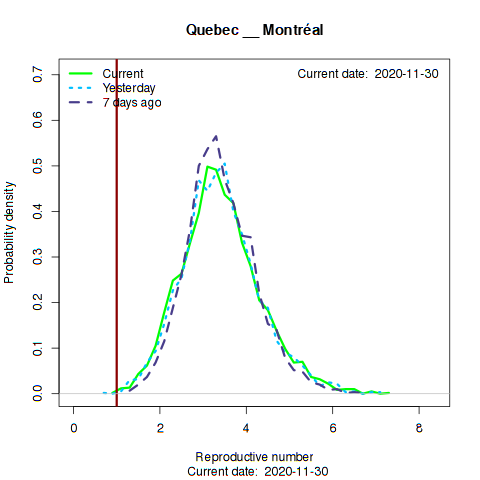 Quebec __ Montréal
Current
Yesterday
7 days ago
Current date:  2020-11-30
Probability density
0.7
0.6
0.5
0.4
0.3
0.2
0.1
0.0
0 2 4 6 8
Reproductive number
Current date:  2020-11-30